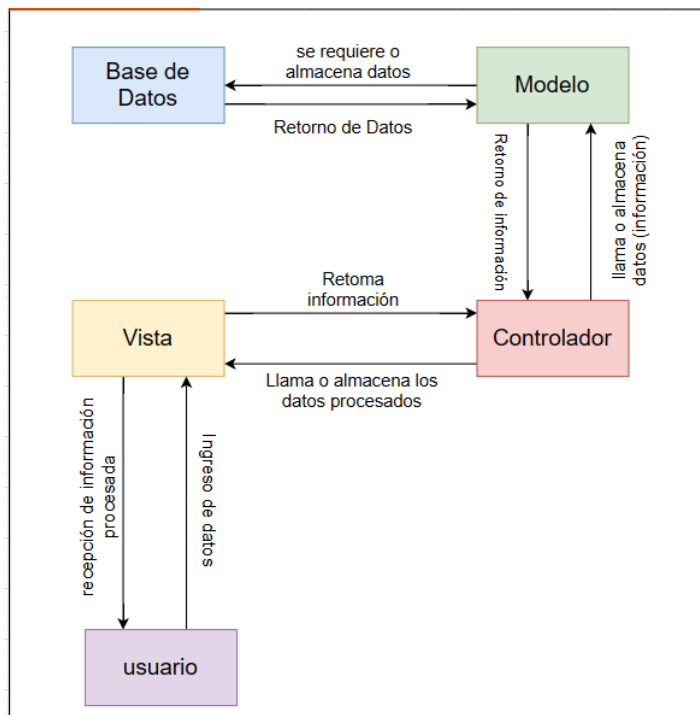 se requiere o
almacena datos
Base de
Datos
Modelo
Retorno de Datos
Retorno de información
llama o almacena
datos (información)
Retoma
información
Vista
Controlador
Llama o almacena los
datos procesados
recepción de información
procesada
Ingreso de datos
usuario